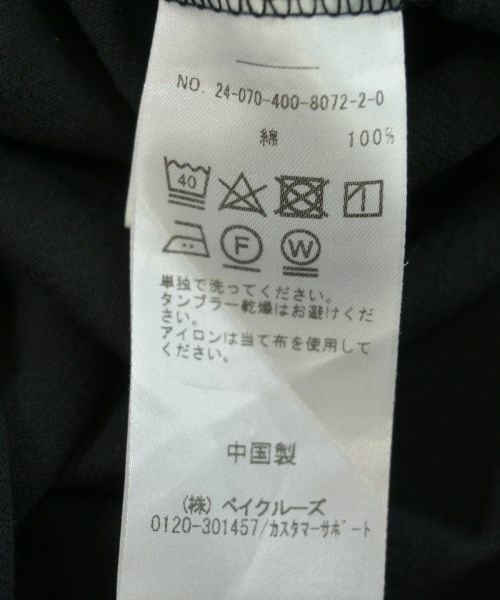 NO. 24-070-400-8072-2-0
綿 100%
40
F W
単独で洗ってください。
タンブラー乾燥はお避けくだ
さい。
アイロンは当て布を使用して
ください。
中国製
(株) ベイクルーズ
0120-301457/カスタマーサポート